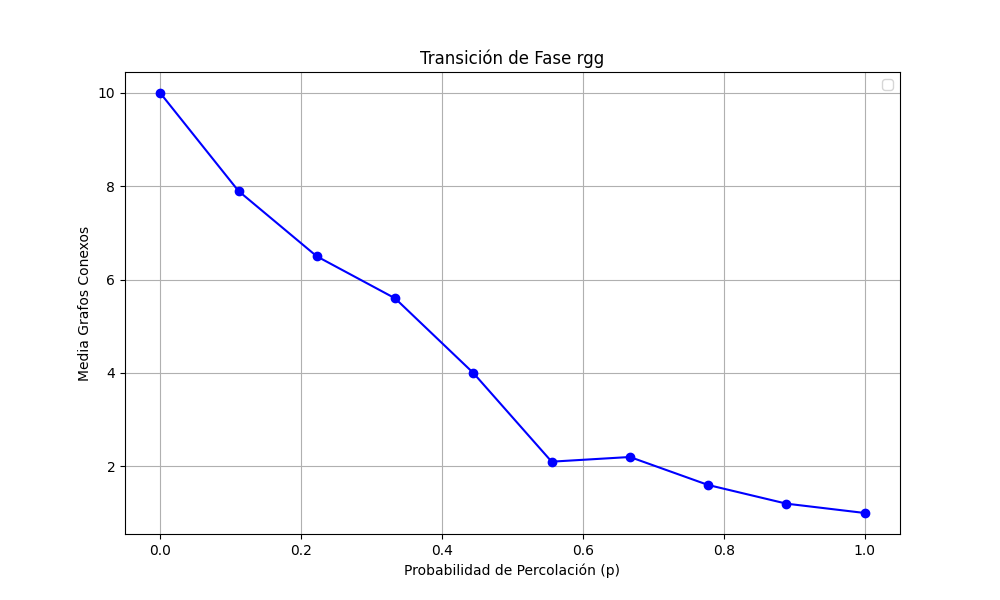 Transición de Fase rgg
10
8
6
4
2
Media Grafos Conexos
0.0 0.2 0.4 0.6 0.8 1.0
Probabilidad de Percolación (p)